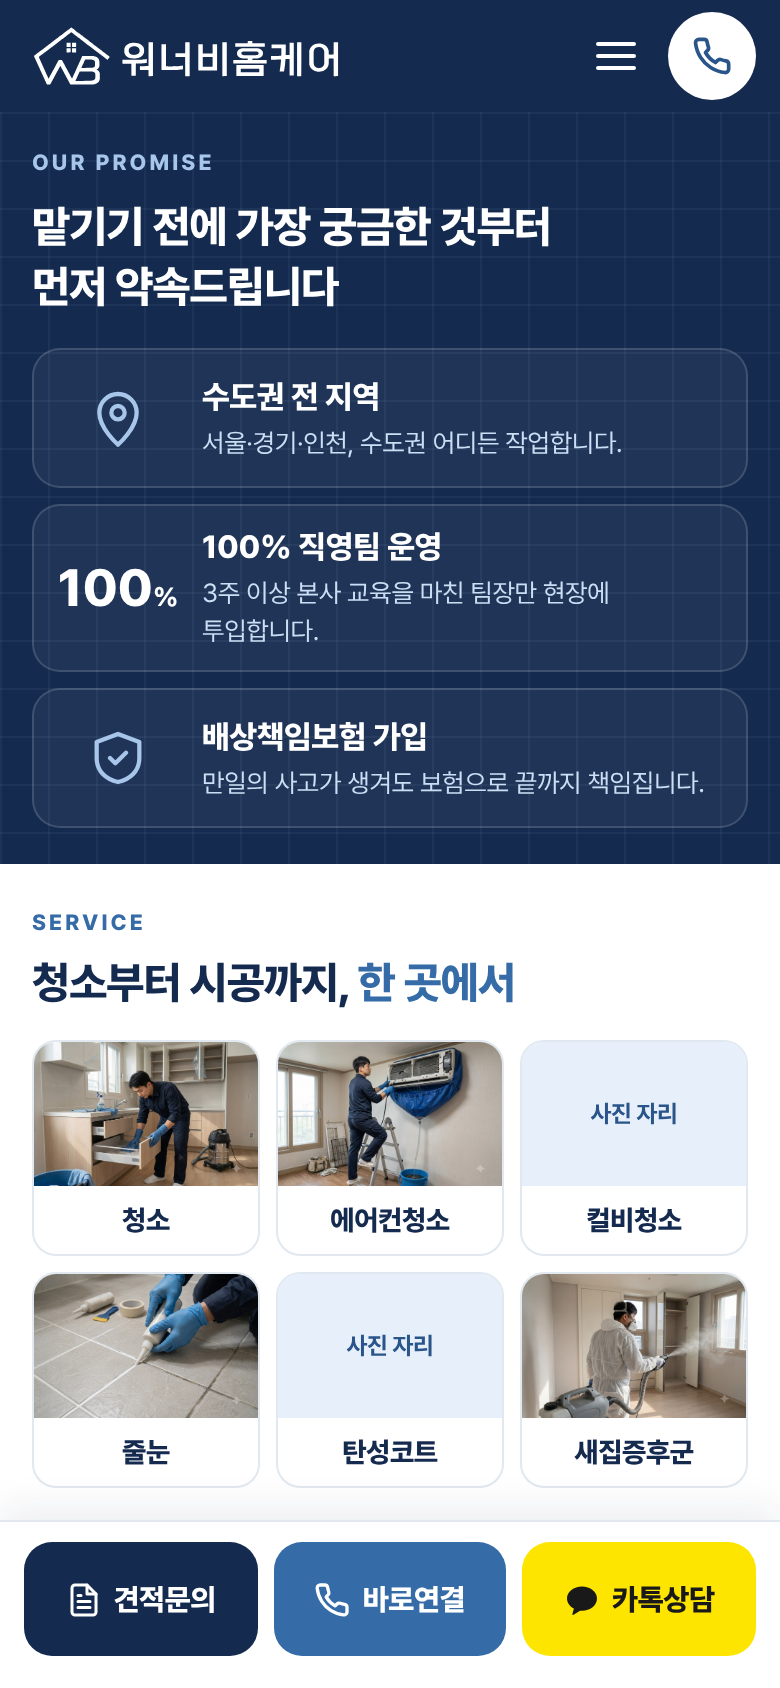 WB 워너비홈케어
OUR PROMISE
맡기기 전에 가장 궁금한 것부터
먼저 약속드립니다
수도권 전 지역
서울·경기·인천, 수도권 어디든 작업합니다.
100%
100% 직영팀 운영
3주 이상 본사 교육을 마친 팀장만 현장에
투입합니다.
배상책임보험 가입
만일의 사고가 생겨도 보험으로 끝까지 책임집니다.
SERVICE
청소부터 시공까지, 한 곳에서
사진 자리
청소
에어컨청소
컬비청소
사진 자리
줄눈
탄성코트
새집증후군
견적문의
바로연결
카톡상담